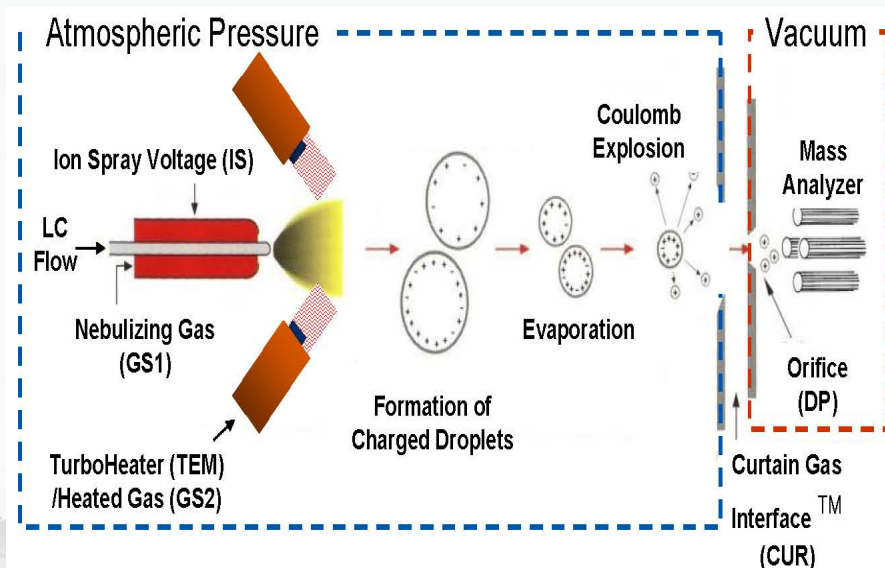 Atmospheric Pressure
Vacuum
Ion Spray Voltage (IS)
LC
Flow
Nebulizing Gas
(GS1)
TurboHeater (TEM)
/Heated Gas (GS2)
Formation of
Charged Droplets
Evaporation
Coulomb
Explosion
Mass
Analyzer
Orifice
(DP)
Curtain Gas
Interface ™
(CUR)